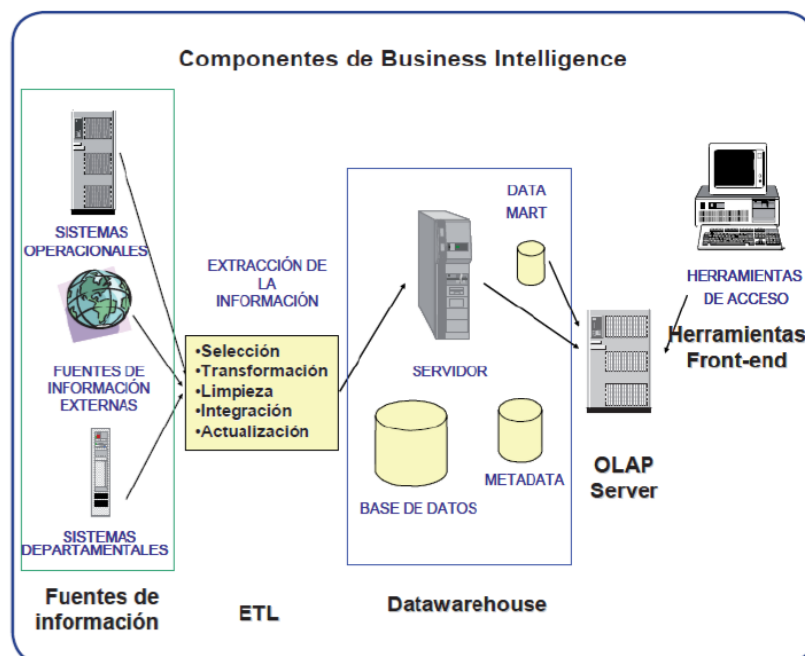 Componentes de Business Intelligence
SISTEMAS
OPERACIONALES
FUENTES DE
INFORMACIÓN
EXTERNAS
SISTEMAS
DEPARTAMENTALES
Fuentes de
información
EXTRACCIÓN DE
LA
INFORMACIÓN
•Selección
•Transformación
•Limpieza
•Integración
•Actualización
ETL
DATA
MART
SERVIDOR
BASE DE DATOS
METADATA
Datawarehouse
OLAP
Server
HERRAMIENTAS
DE ACCESO
Herramientas
Front-end